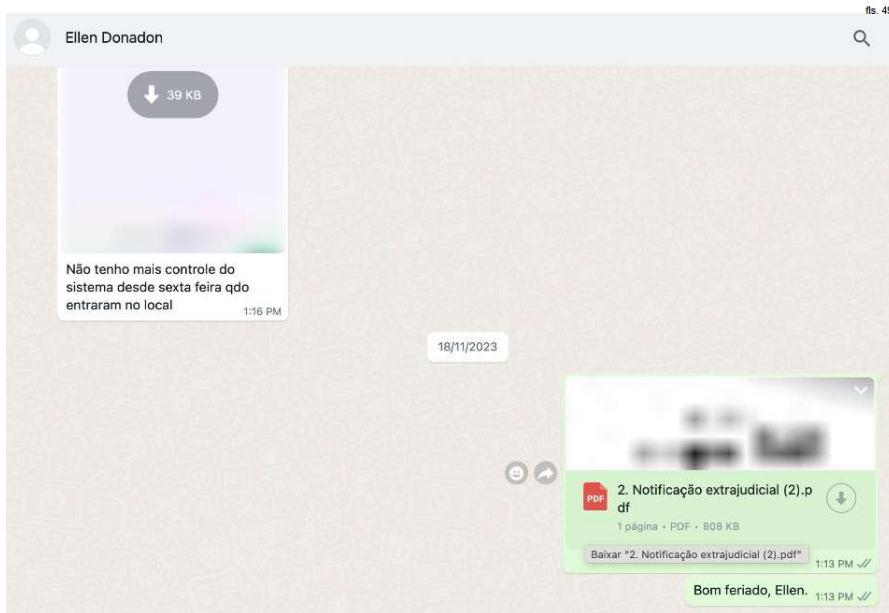 fls. 49
Ellen Donadon
39 KB
Não tenho mais controle do
sistema desde sexta feira qdo
entraram no local
1:16 PM
18/11/2023
PDF
2. Notificação extrajudicial (2).p
df
1 página • PDF • 808 KB
Baixar "2. Notificação extrajudicial (2).pdf"
1:13 PM
Bom feriado, Ellen.
1:13 PM